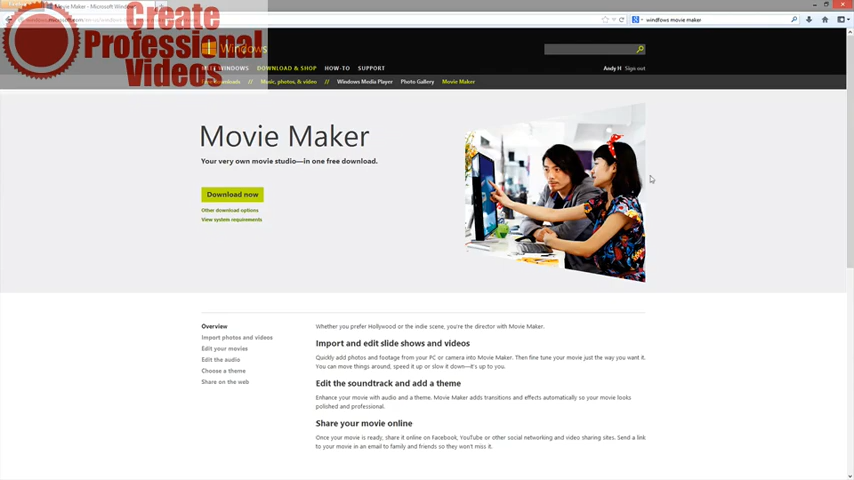 Movie Maker - Microsoft Windows
windows.microsoft.com
windfows movie maker
Create
Professional
Videos
Windows
WINDOWS DOWNLOAD & SHOP HOW-TO SUPPORT
Andy H Sign out
downloads // Music, photos, & video // Windows Media Player Photo Gallery Movie Maker
Movie Maker
Your very own movie studio—in one free download.
Download now
Other download options
View system requirements
Overview
Import photos and videos
Edit your movies
Edit the audio
Choose a theme
Share on the web
Whether you prefer Hollywood or the indie scene, you're the director with Movie Maker.
Import and edit slide shows and videos
Quickly add photos and footage from your PC or camera into Movie Maker. Then fine tune your movie just the way you want it.
You can move things around, speed it up or slow it down—it's up to you.
Edit the soundtrack and add a theme
Enhance your movie with audio and a theme. Movie Maker adds transitions and effects automatically so your movie looks
polished and professional.
Share your movie online
Once your movie is ready, share it online on Facebook, YouTube or other social networking and video sharing sites. Send a link
to your movie in an email to family and friends so they won't miss it.